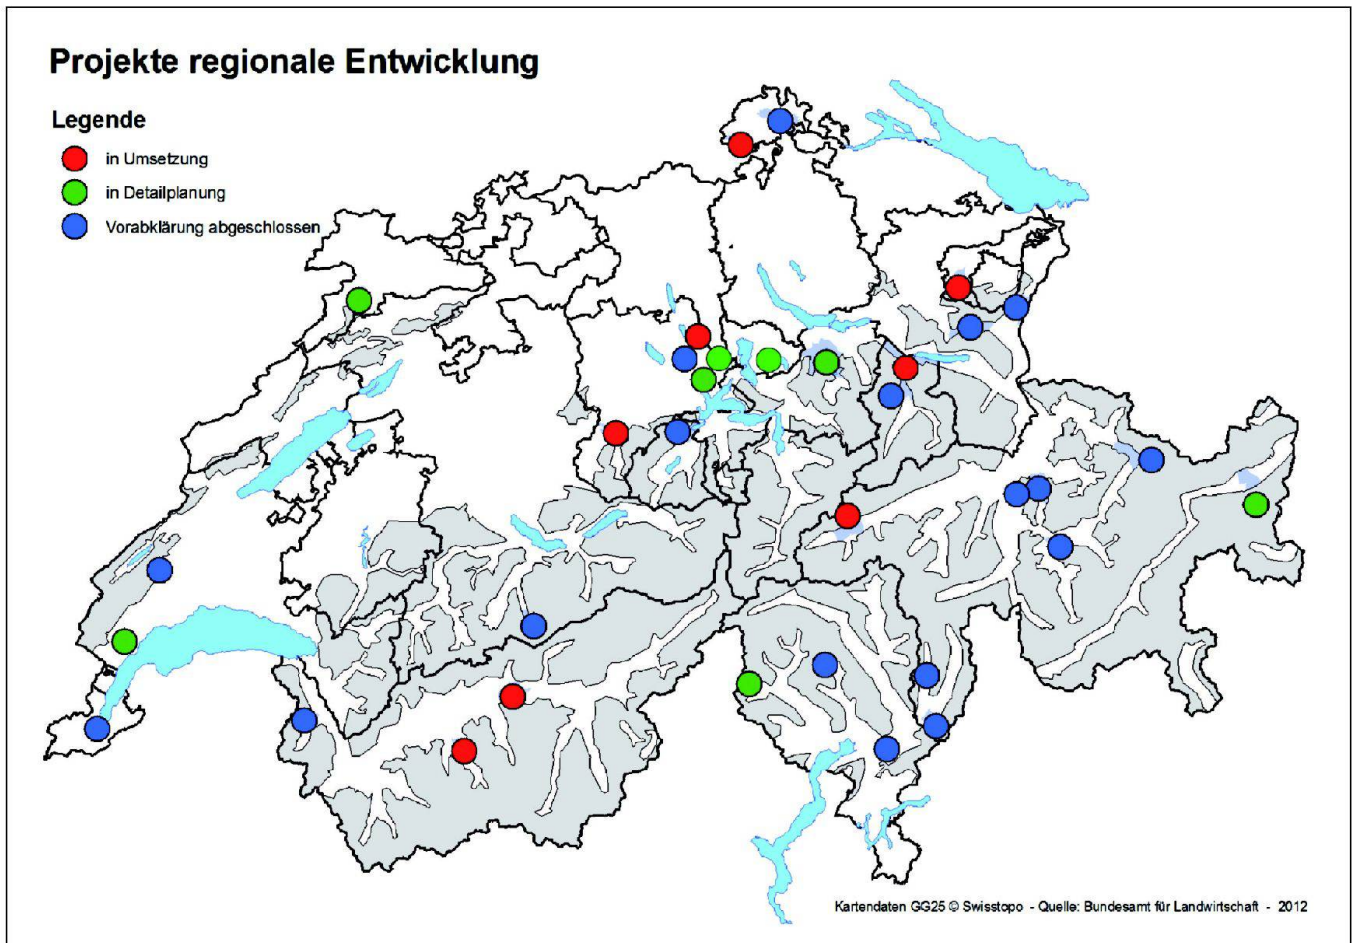 Projekte regionale Entwicklung
Legende
in Umsetzung
in Detailplanung
Vorabklärung abgeschlossen
Kartendaten GG25 © Swisstopo - Quelle: Bundesamt für Landwirtschaft - 2012